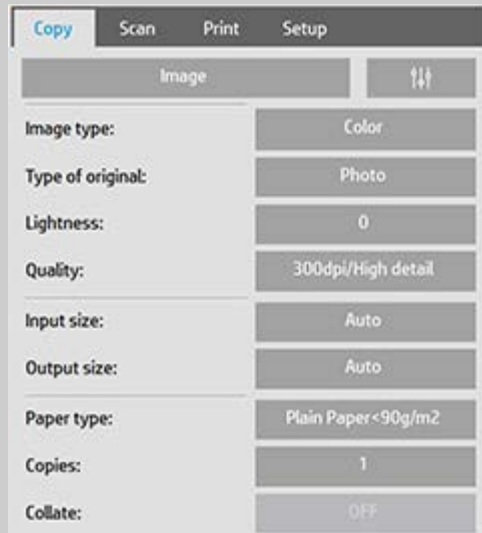 Copy Scan Print Setup
Image
Image type: Color
Type of original: Photo
Lightness: 0
Quality: 300dpi/High detail
Input size: Auto
Output size: Auto
Paper type: Plain Paper<90g/m2
Copies: 1
Collate: OFF